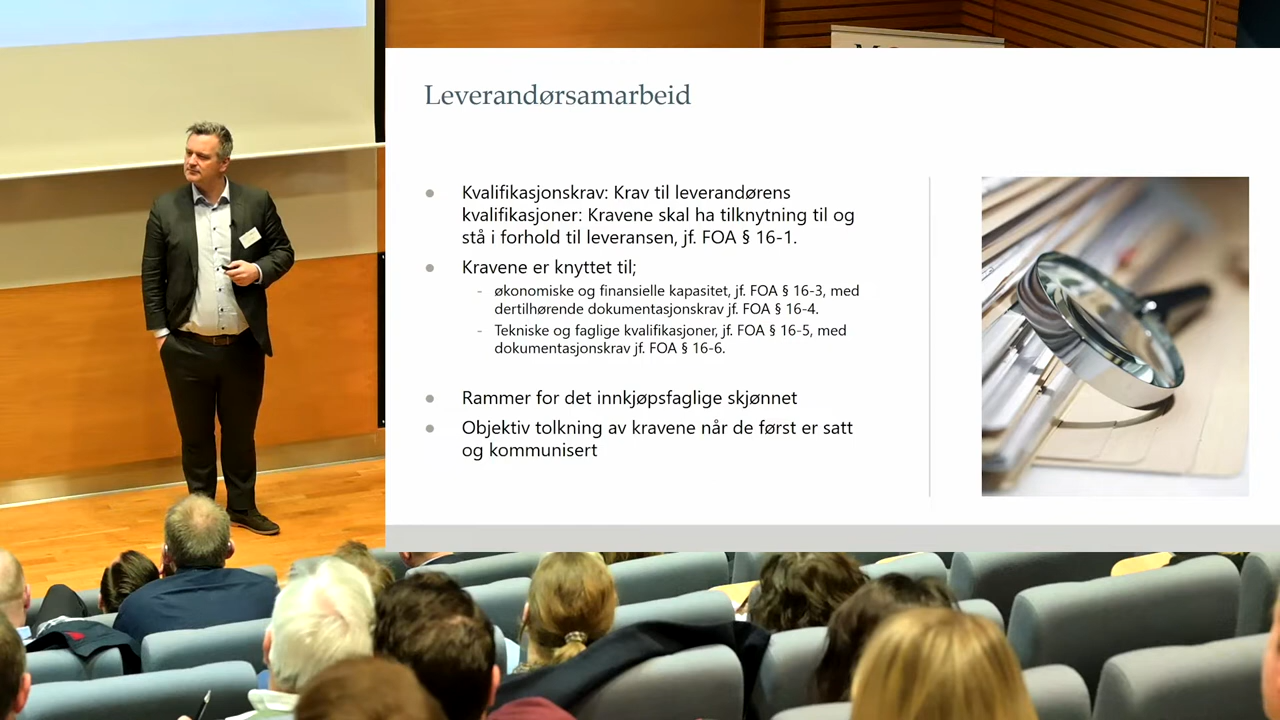 Leverandørsamarbeid
Kvalifikasjonskrav: Krav til leverandørens
kvalifikasjoner: Kravene skal ha tilknytning til og
stå i forhold til leveransen, jf. FOA § 16-1.
Kravene er knyttet til;
- økonomiske og finansielle kapasitet, jf. FOA § 16-3, med
dertilhørende dokumentasjonskrav jf. FOA § 16-4.
- Tekniske og faglige kvalifikasjoner, jf. FOA § 16-5, med
dokumentasjonskrav jf. FOA § 16-6.
Rammer for det innkjøpsfaglige skjønnet
Objektiv tolkning av kravene når de først er satt
og kommunisert